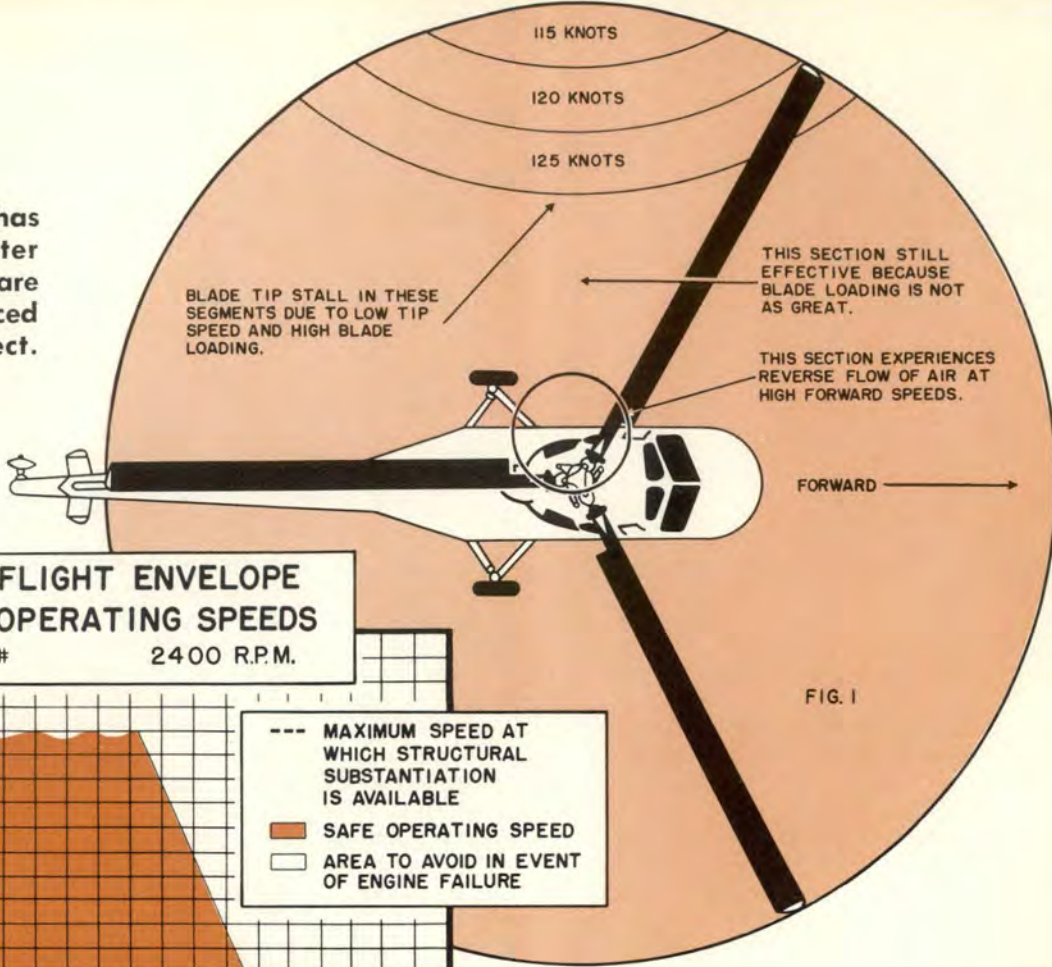 115 KNOTS
120 KNOTS
125 KNOTS
has
ter
are
ced
ect.
BLADE TIP STALL IN THESE
SEGMENTS DUE TO LOW TIP
SPEED AND HIGH BLADE
LOADING.
THIS SECTION STILL
EFFECTIVE BECAUSE
BLADE LOADING IS NOT
AS GREAT.
THIS SECTION EXPERIENCES
REVERSE FLOW OF AIR AT
HIGH FORWARD SPEEDS.
FORWARD
FLIGHT ENVELOPE
OPERATING SPEEDS
# 2400 R.P.M.
FIG. 1
--- MAXIMUM SPEED AT
WHICH STRUCTURAL
SUBSTANTIATION
IS AVAILABLE
SAFE OPERATING SPEED
AREA TO AVOID IN EVENT
OF ENGINE FAILURE